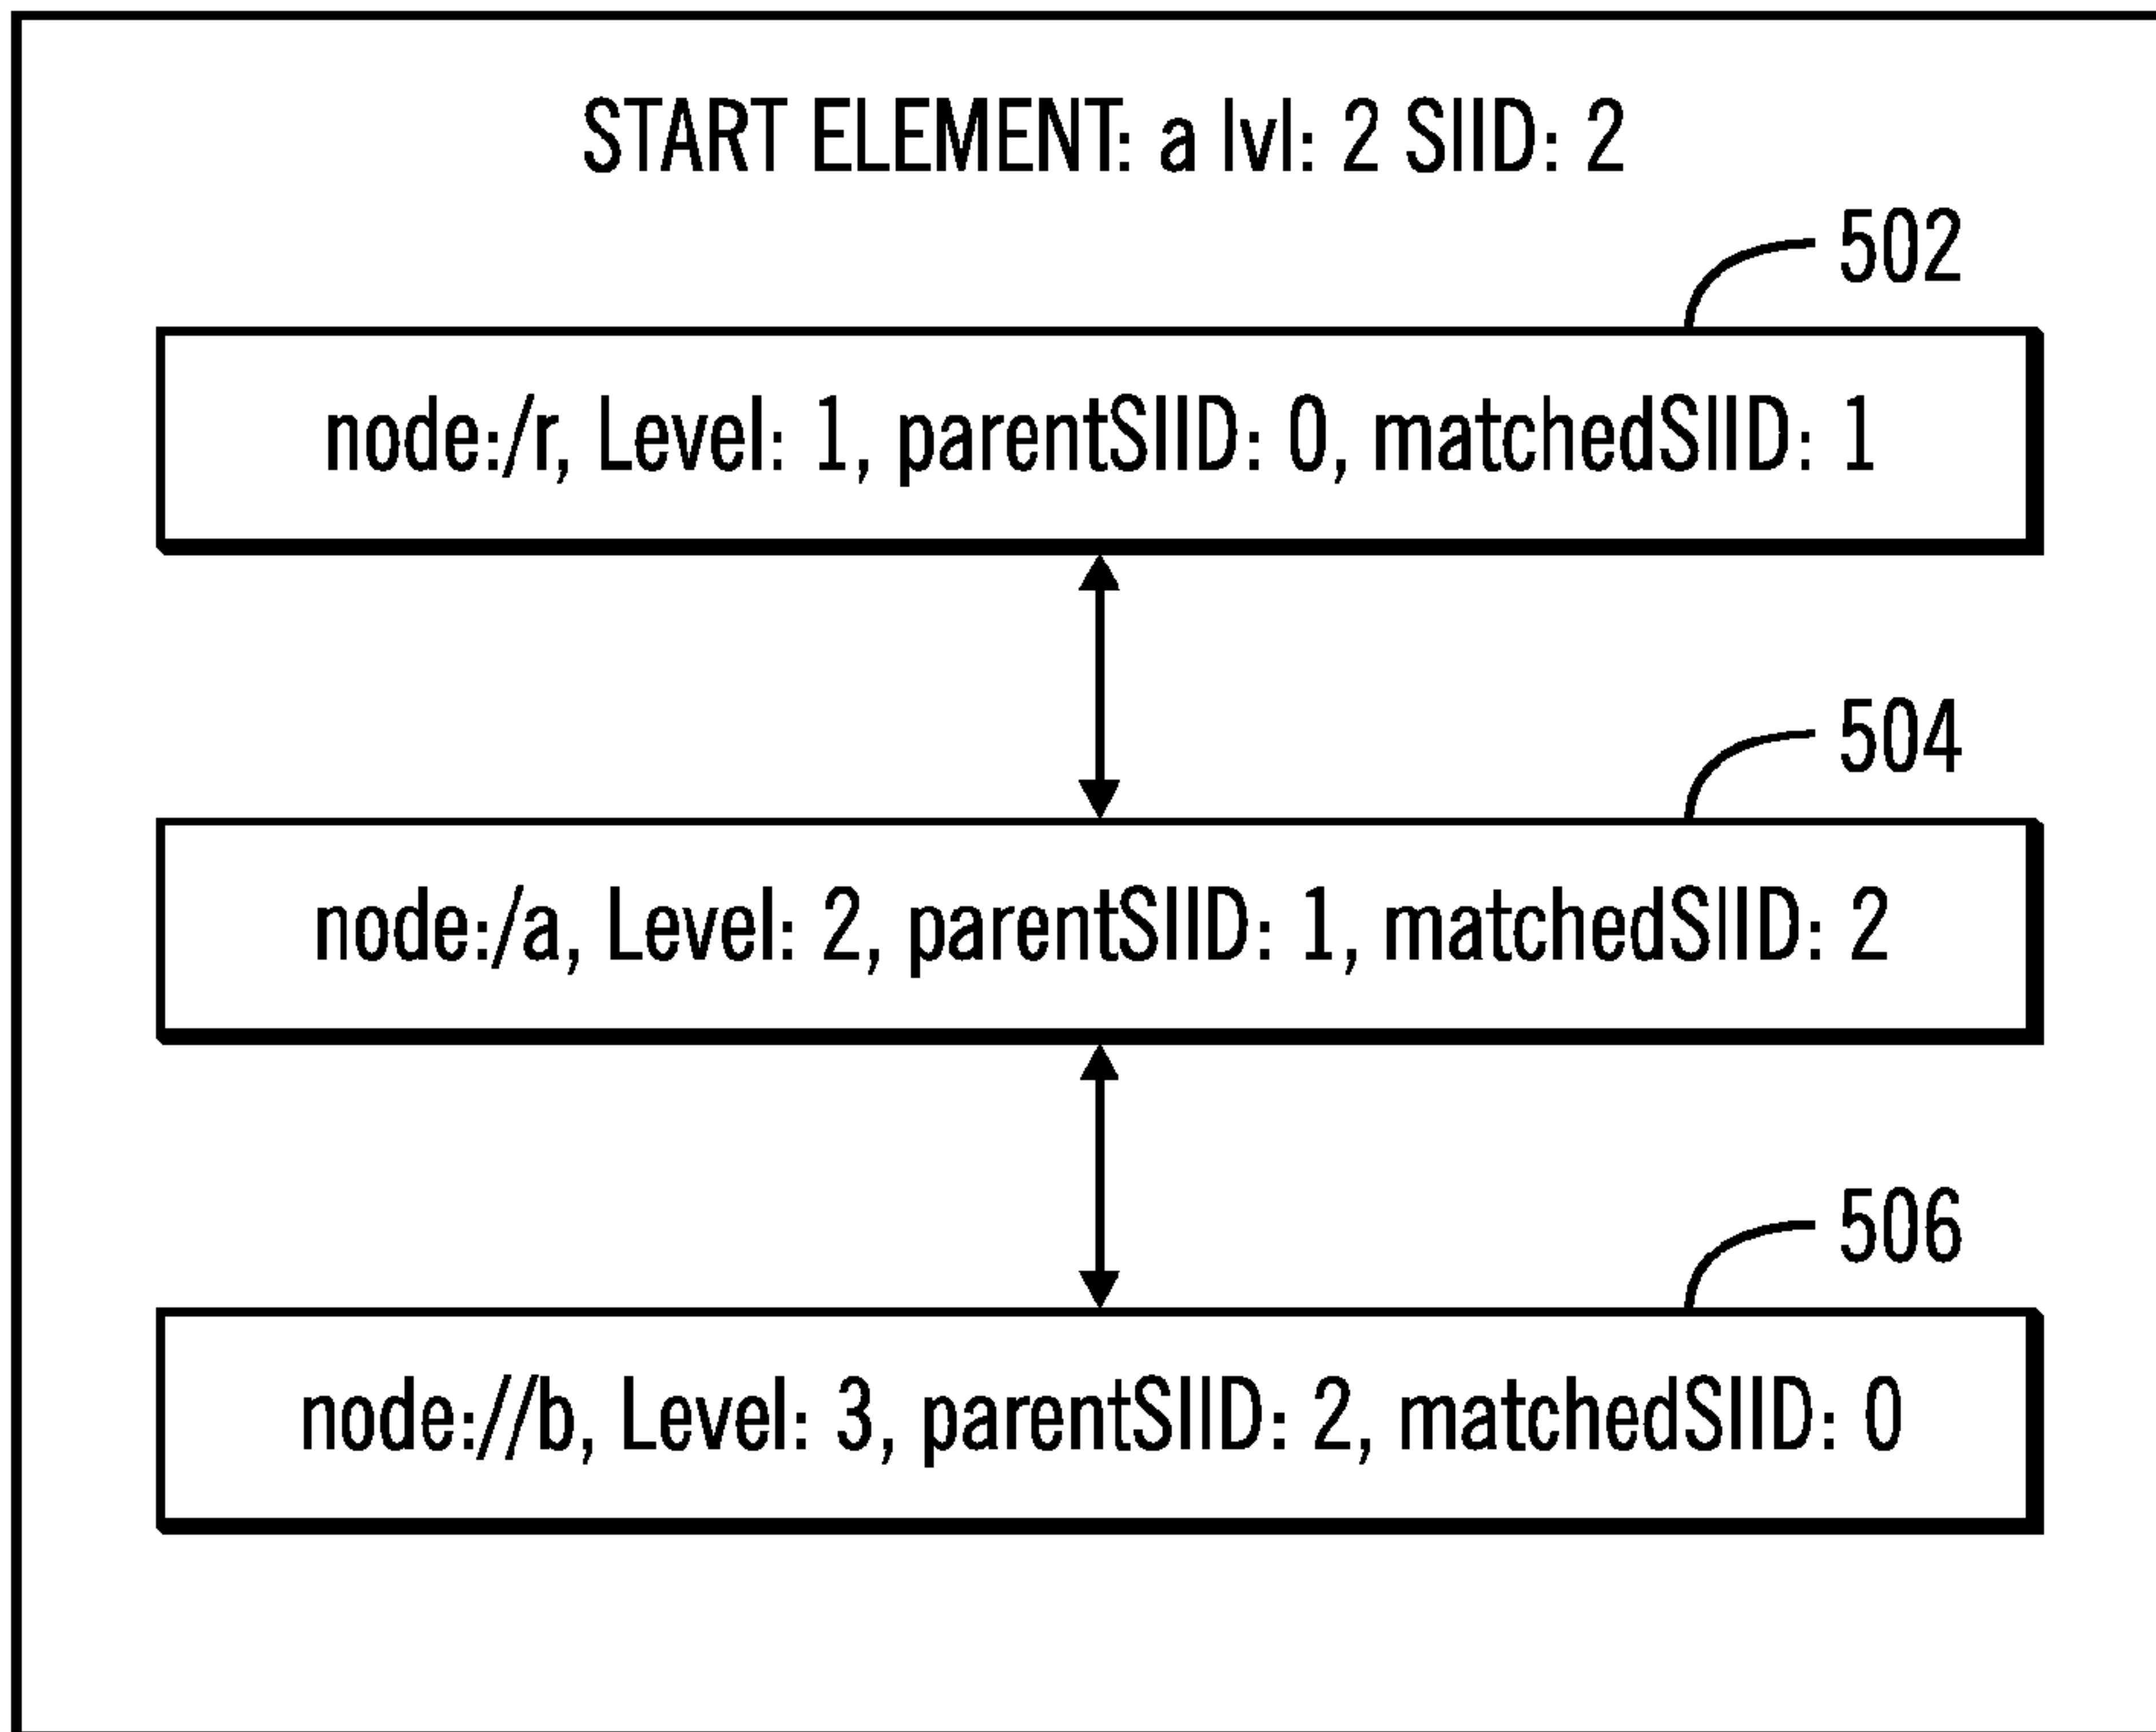 START ELEMENT: a lvl: 2 SIID: 2
502
node:/r, Level: 1, parentSIID: 0, matchedSIID: 1
504
node:/a, Level: 2, parentSIID: 1, matchedSIID: 2
506
node://b, Level: 3, parentSIID: 2, matchedSIID: 0